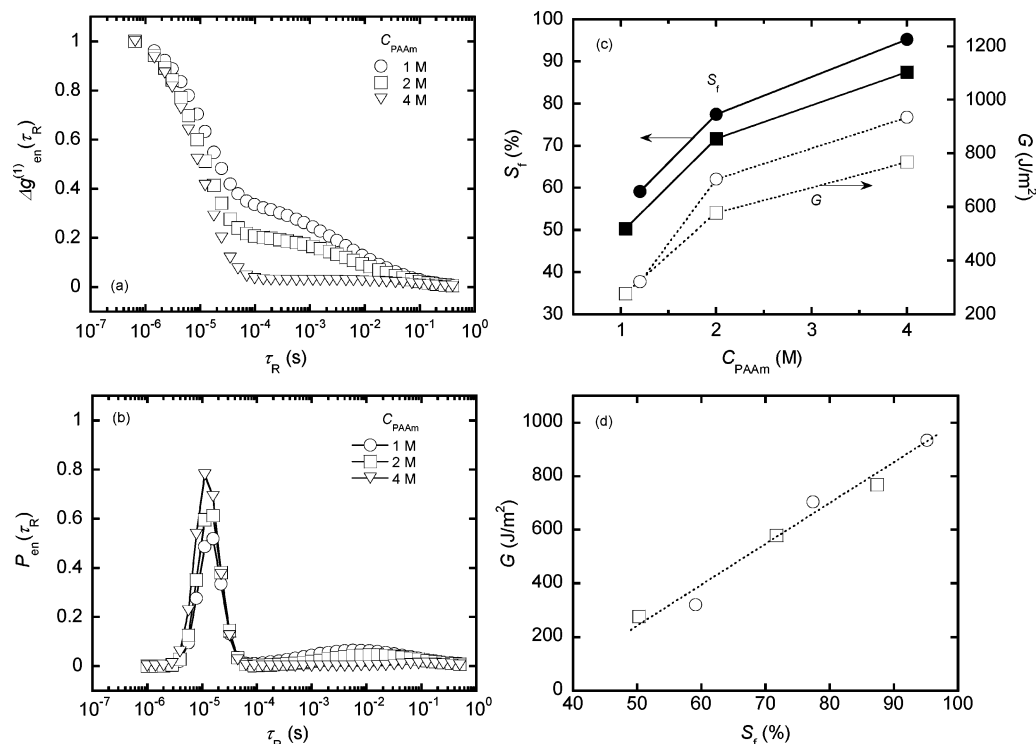 1
0.8
0.6
0.4
0.2
0
Δg⁽¹⁾en(τR)
C PAAm
1 M
2 M
4 M
(a)
10⁻⁷ 10⁻⁶ 10⁻⁵ 10⁻⁴ 10⁻³ 10⁻² 10⁻¹ 10⁰
τR (s)
100
90
80
70
60
50
40
30
Sf (%)
(c)
Sf
G
1200
1000
800
600
400
200
G (J/m²)
0 1 2 3 4
C PAAm (M)
1
0.8
0.6
0.4
0.2
0
Pen(τR)
(b)
C PAAm
1 M
2 M
4 M
10⁻⁷ 10⁻⁶ 10⁻⁵ 10⁻⁴ 10⁻³ 10⁻² 10⁻¹ 10⁰
τR (s)
1000
800
600
400
200
0
G (J/m²)
(d)
40 50 60 70 80 90 100
Sf (%)